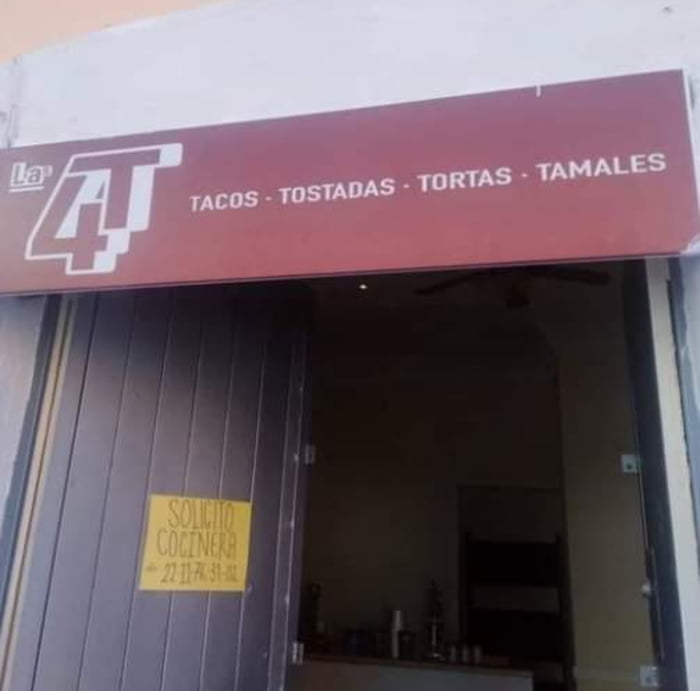 La
4T
TACOS · TOSTADAS · TORTAS · TAMALES
SOLICITO
COCINERA